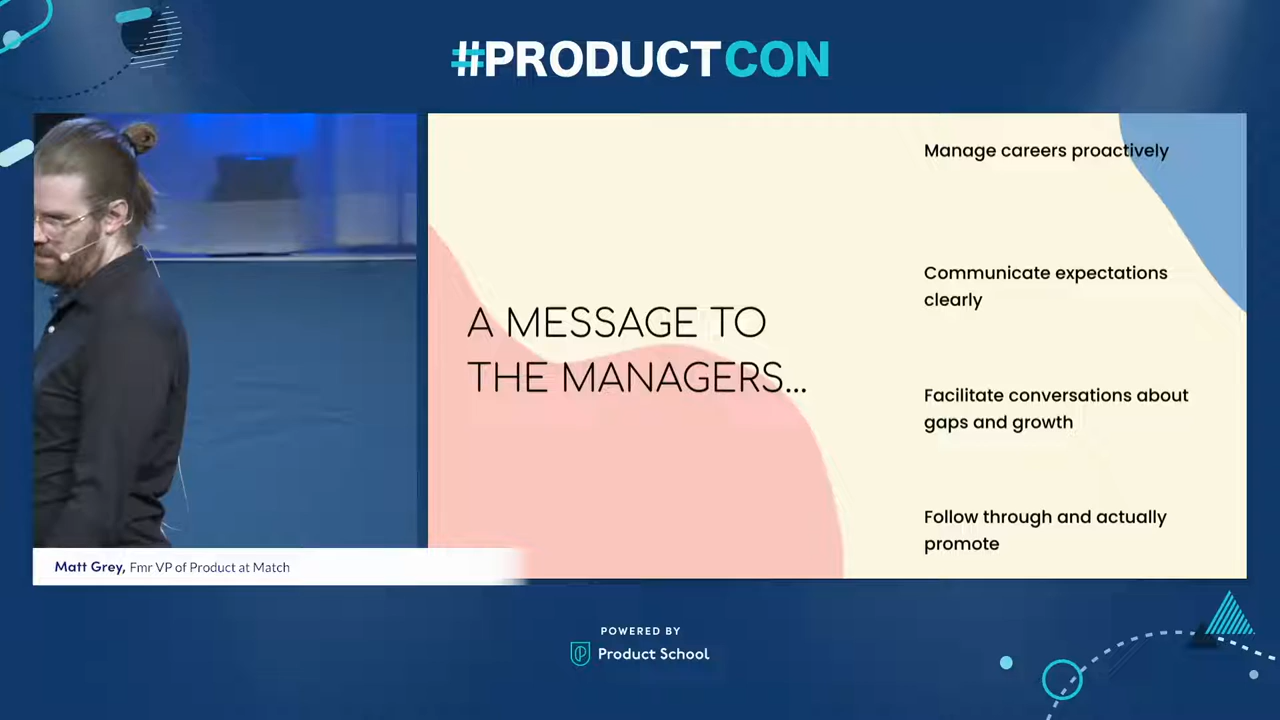 #PRODUCTCON
A MESSAGE TO
THE MANAGERS...
Manage careers proactively
Communicate expectations
clearly
Facilitate conversations about
gaps and growth
Follow through and actually
promote
Matt Grey, Fmr VP of Product at Match
POWERED BY
Product School